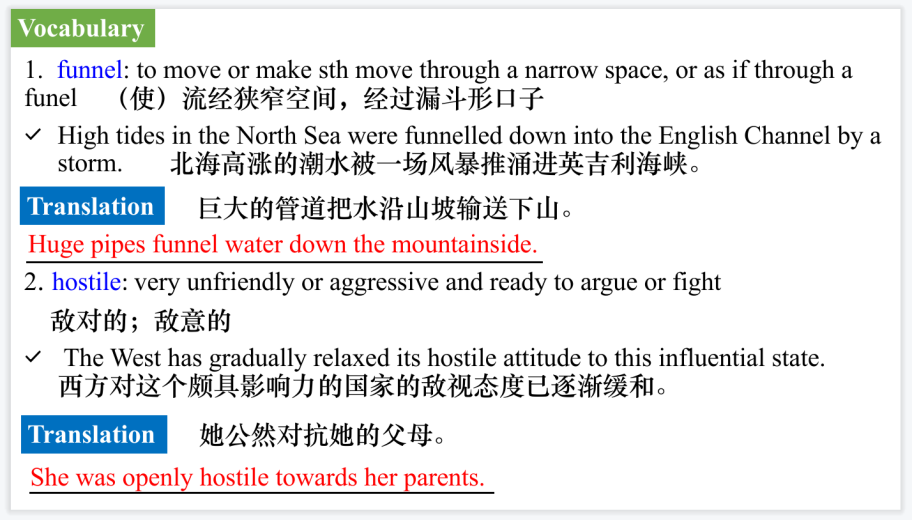 Vocabulary
1. funnel: to move or make sth move through a narrow space, or as if through a
funel （使）流经狭窄空间，经过漏斗形口子
✓ High tides in the North Sea were funnelled down into the English Channel by a
storm. 北海高涨的潮水被一场风暴推涌进英吉利海峡。
Translation 巨大的管道把水沿山坡输送下山。
Huge pipes funnel water down the mountainside.
2. hostile: very unfriendly or aggressive and ready to argue or fight
敌对的；敌意的
✓ The West has gradually relaxed its hostile attitude to this influential state.
西方对这个颇具影响力的国家的敌视态度已逐渐缓和。
Translation 她公然对抗她的父母。
She was openly hostile towards her parents.